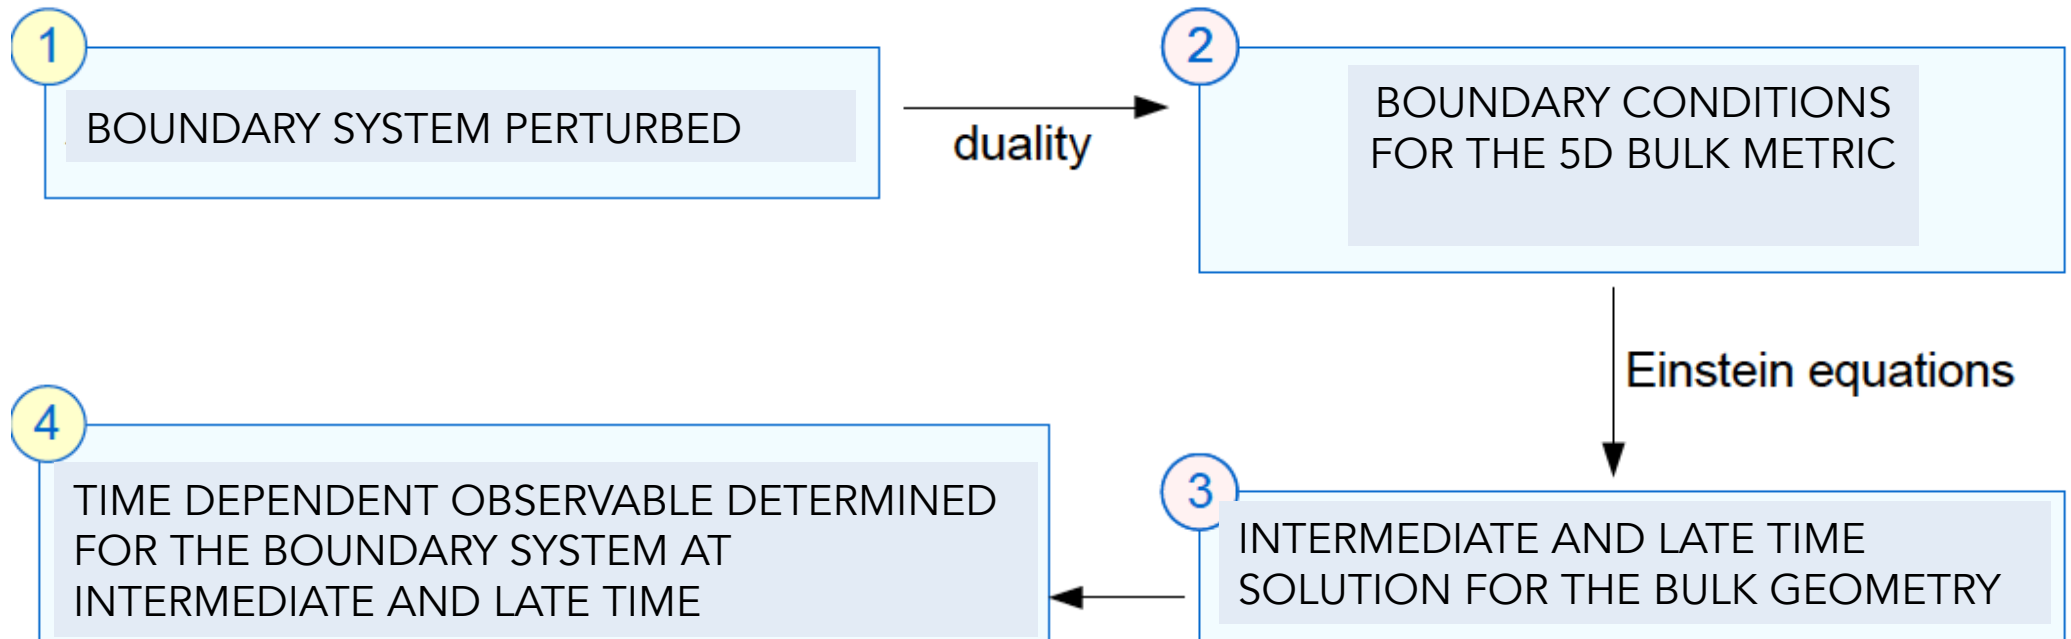 1
BOUNDARY SYSTEM PERTURBED
duality
2
BOUNDARY CONDITIONS
FOR THE 5D BULK METRIC
Einstein equations
3
INTERMEDIATE AND LATE TIME
SOLUTION FOR THE BULK GEOMETRY
4
TIME DEPENDENT OBSERVABLE DETERMINED
FOR THE BOUNDARY SYSTEM AT
INTERMEDIATE AND LATE TIME